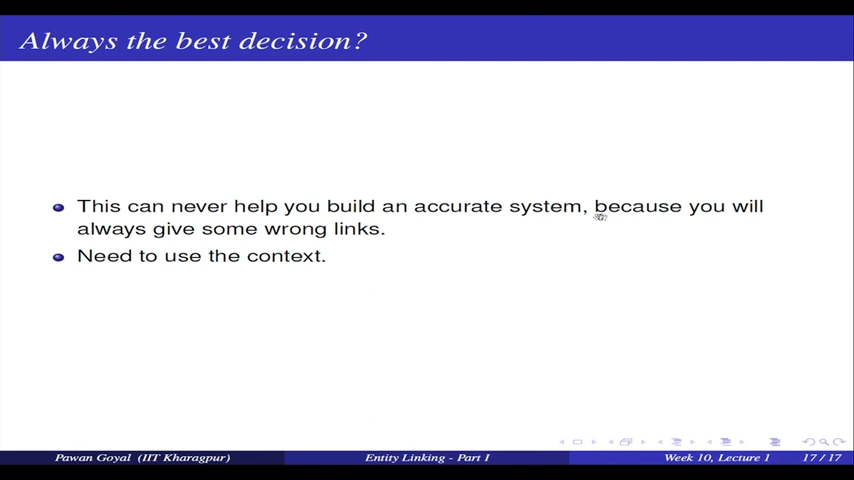 Always the best decision?
This can never help you build an accurate system, because you will
always give some wrong links.
Need to use the context.
Pawan Goyal (IIT Kharagpur)
Entity Linking - Part I
Week 10, Lecture 1
17 / 17